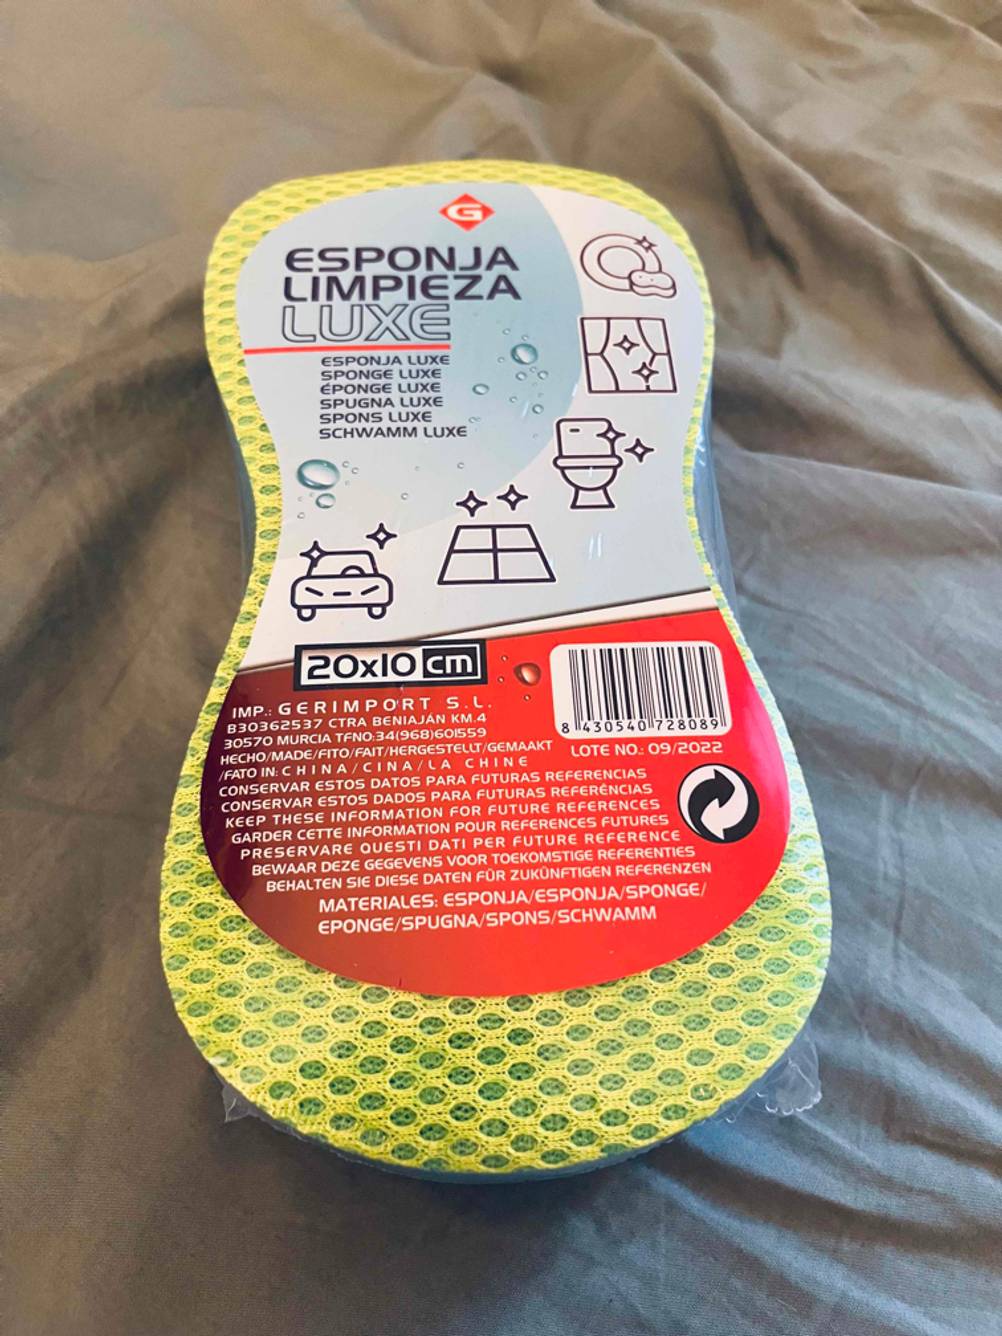 G
ESPONJA
LIMPIEZA
LUXE
ESPONJA LUXE
SPONGE LUXE
ÉPONGE LUXE
SPUGNA LUXE
SPONS LUXE
SCHWAMM LUXE
20x10 cm
IMP.: GERIMPORT S.L.
B30362537 CTRA BENIAJÁN KM.4
30570 MURCIA TFNO:34(968)601559
HECHO/MADE/FITO/FAIT/HERGESTELLT/GEMAAKT
/FATO IN: CHINA/CINA/LA CHINE
8 430540 728089
LOTE NO.: 09/2022
CONSERVAR ESTOS DATOS PARA FUTURAS REFERENCIAS
CONSERVAR ESTOS DADOS PARA FUTURAS REFERÊNCIAS
KEEP THESE INFORMATION FOR FUTURE REFERENCES
GARDER CETTE INFORMATION POUR REFERENCES FUTURES
PRESERVARE QUESTI DATI PER FUTURE REFERENCE
BEWAAR DEZE GEGEVENS VOOR TOEKOMSTIGE REFERENTIES
BEHALTEN SIE DIESE DATEN FÜR ZUKÜNFTIGEN REFERENZEN
MATERIALES: ESPONJA/ESPONJA/SPONGE/
EPONGE/SPUGNA/SPONS/SCHWAMM